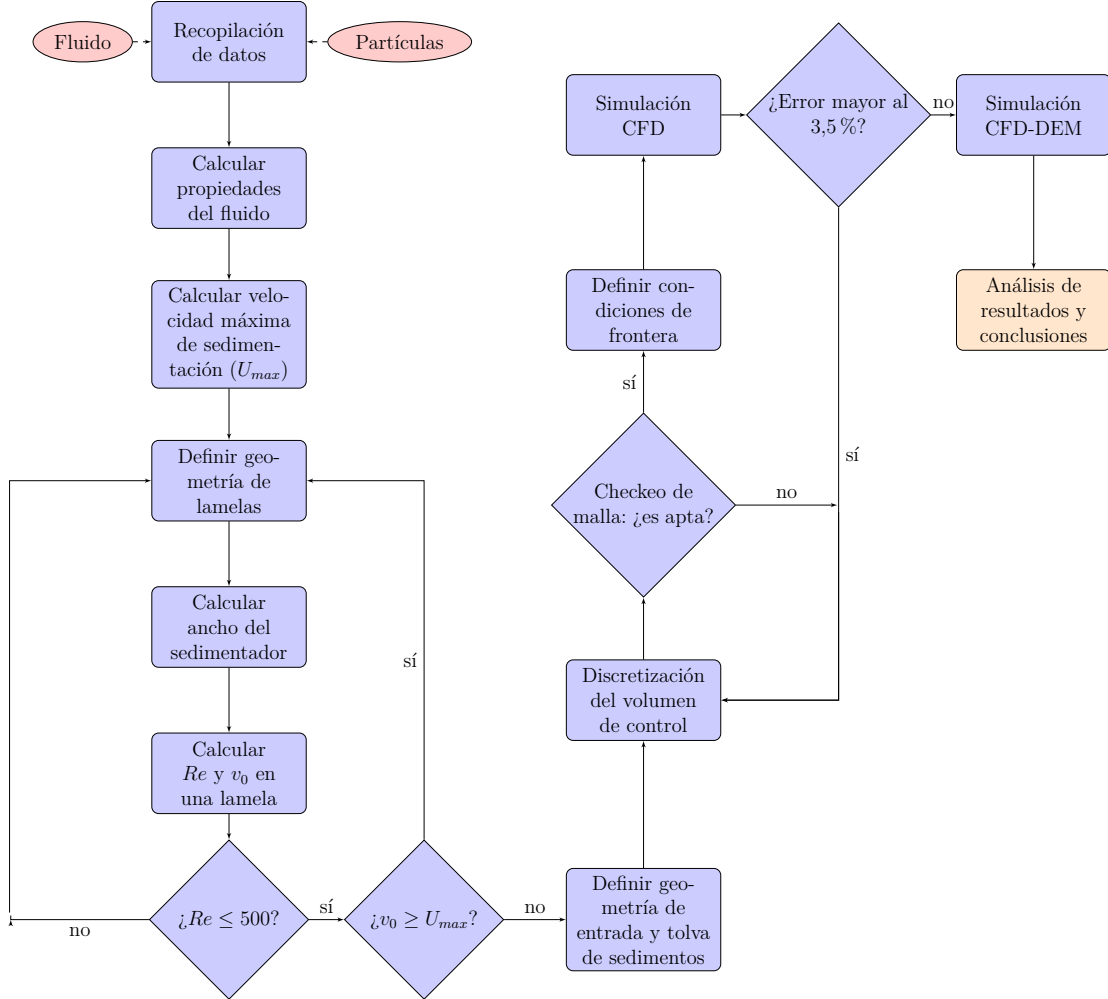 Fluido
Recopilación
de datos
Partículas
Calcular
propiedades
del fluido
Calcular velo-
cidad máxima
de sedimen-
tación (U_max)
Definir geo-
metría de
lamelas
Calcular
ancho del
sedimentador
Calcular
Re y v_0 en
una lamela
¿Re ≤ 500?
no
sí
¿v_0 ≥ U_max?
sí
no
Definir geo-
metría de
entrada y tolva
de sedimentos
Discretización
del volumen
de control
Checkeo de
malla: ¿es apta?
no
sí
Definir con-
diciones de
frontera
Simulación
CFD
¿Error mayor al
3,5 %?
sí
no
Simulación
CFD-DEM
Análisis de
resultados y
conclusiones